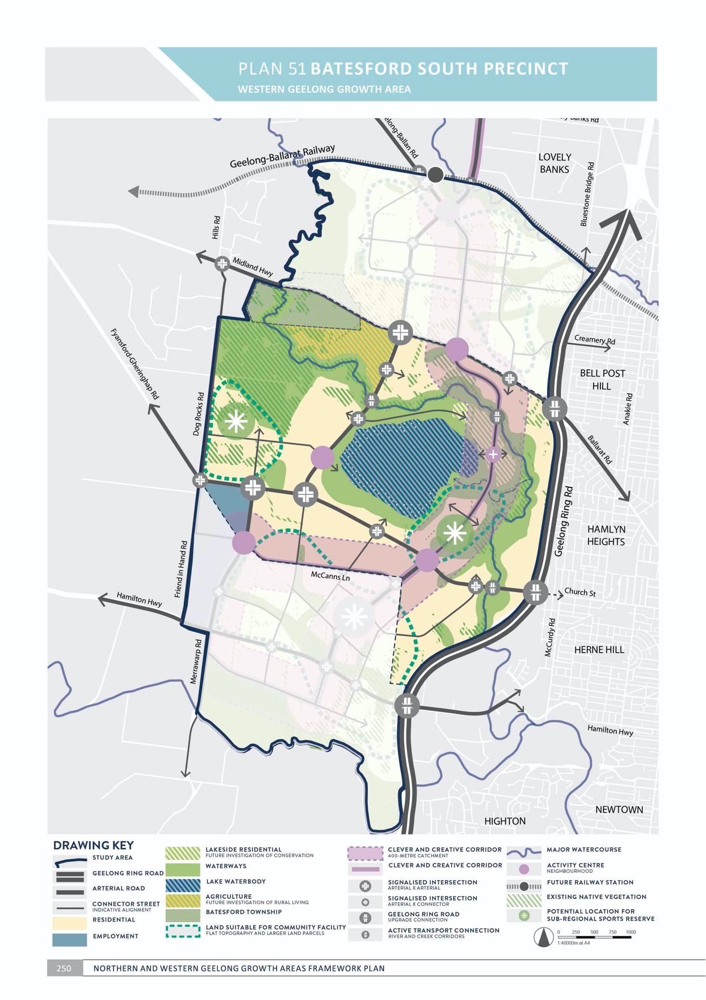 PLAN 51 BATESFORD SOUTH PRECINCT
WESTERN GEELONG GROWTH AREA
elong-Ballan Rd
LOVELY
BANKS
Geelong-Ballarat Railway
Bluestone Bridge Rd
Hills Rd
Midland Hwy
Fyansford-Gheringhap Rd
Creamery Rd
BELL POST
HILL
Anakie Rd
Dog Rocks Rd
Ballarat Rd
Geelong Ring Rd
HAMLYN
HEIGHTS
Friend in Hand Rd
McCanns Ln
Hamilton Hwy
Church St
McCurdy Rd
HERNE HILL
Merrawarp Rd
Hamilton Hwy
NEWTOWN
HIGHTON
DRAWING KEY
STUDY AREA
GEELONG RING ROAD
ARTERIAL ROAD
CONNECTOR STREET
INDICATIVE ALIGNMENT
RESIDENTIAL
EMPLOYMENT
LAKESIDE RESIDENTIAL
FUTURE INVESTIGATION OF CONSERVATION
WATERWAYS
LAKE WATERBODY
AGRICULTURE
FUTURE INVESTIGATION OF RURAL LIVING
BATESFORD TOWNSHIP
LAND SUITABLE FOR COMMUNITY FACILITY
FLAT TOPOGRAPHY AND LARGER LAND PARCELS
CLEVER AND CREATIVE CORRIDOR
400-METRE CATCHMENT
CLEVER AND CREATIVE CORRIDOR
SIGNALISED INTERSECTION
ARTERIAL X ARTERIAL
SIGNALISED INTERSECTION
ARTERIAL X CONNECTOR
GEELONG RING ROAD
UPGRADE CONNECTION
ACTIVE TRANSPORT CONNECTION
RIVER AND CREEK CORRIDORS
MAJOR WATERCOURSE
ACTIVITY CENTRE
NEIGHBOURHOOD
FUTURE RAILWAY STATION
EXISTING NATIVE VEGETATION
POTENTIAL LOCATION FOR
SUB-REGIONAL SPORTS RESERVE
0 250 500 750 1000
1:40000m at A4
250 NORTHERN AND WESTERN GEELONG GROWTH AREAS FRAMEWORK PLAN